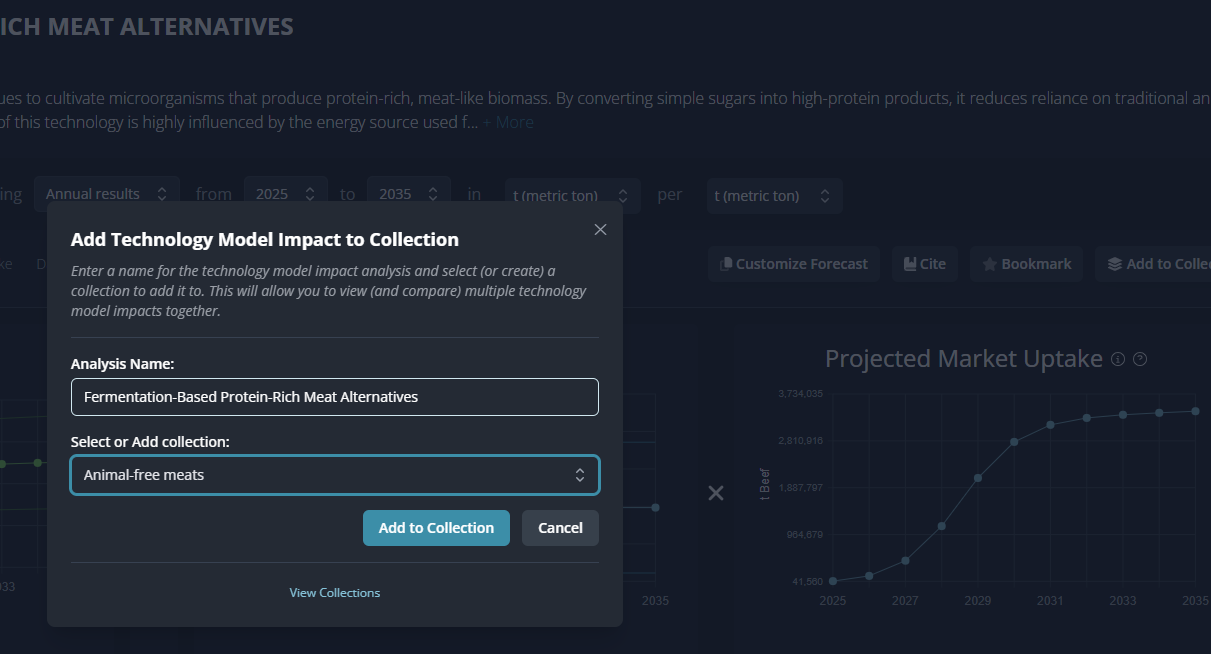 RICH MEAT ALTERNATIVES
ues to cultivate microorganisms that produce protein-rich, meat-like biomass. By converting simple sugars into high-protein products, it reduces reliance on traditional an
of this technology is highly influenced by the energy source used f... + More
ing Annual results from 2025 to 2035 in t (metric ton) per t (metric ton)
ke D Customize Forecast Cite Bookmark Add to Colle
Add Technology Model Impact to Collection
Enter a name for the technology model impact analysis and select (or create) a
collection to add it to. This will allow you to view (and compare) multiple technology
model impacts together.
Analysis Name:
Fermentation-Based Protein-Rich Meat Alternatives
Select or Add collection:
Animal-free meats
Add to Collection Cancel
View Collections
033
2035
Projected Market Uptake
3,734,035
2,810,916
1,887,797
964,679
41,560
t Beef
2025 2027 2029 2031 2033 2035